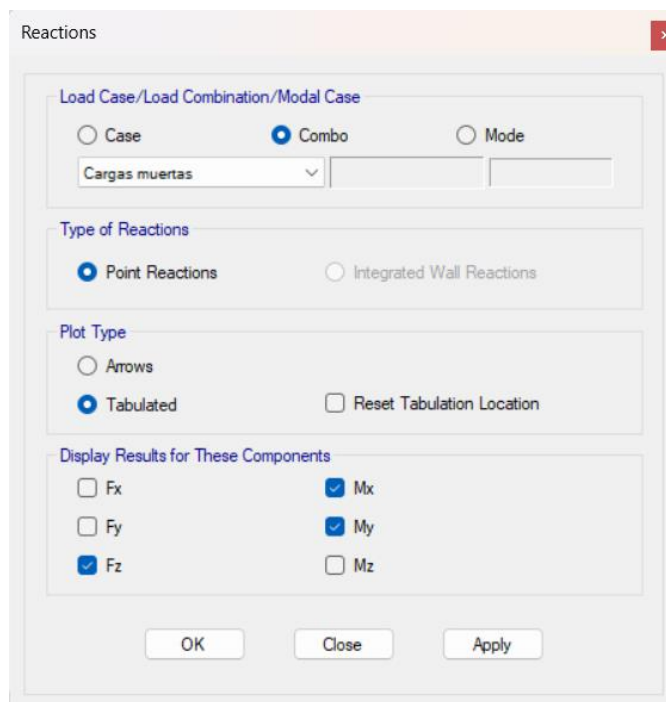 Reactions
Load Case/Load Combination/Modal Case
Case Combo Mode
Cargas muertas
Type of Reactions
Point Reactions Integrated Wall Reactions
Plot Type
Arrows
Tabulated Reset Tabulation Location
Display Results for These Components
Fx Mx
Fy My
Fz Mz
OK Close Apply